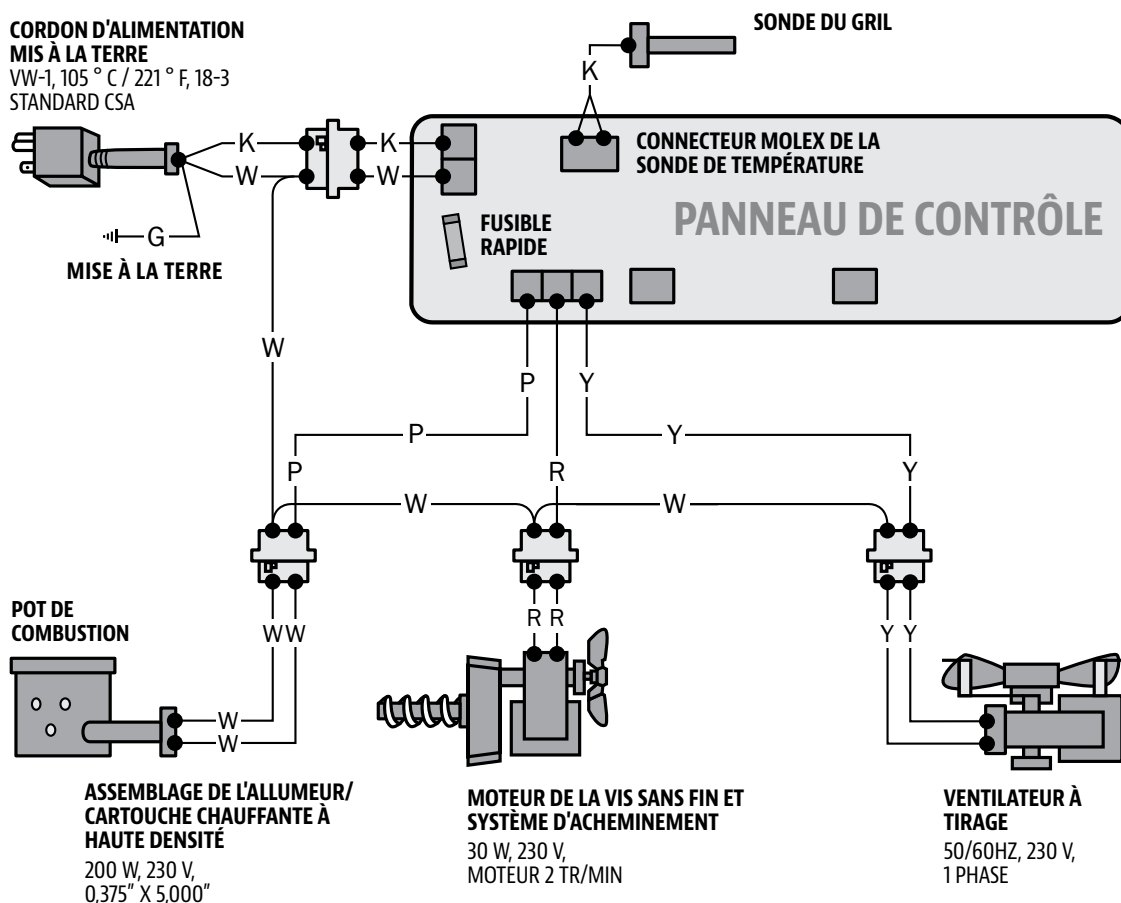 CORDON D'ALIMENTATION
MIS À LA TERRE
VW-1, 105 ° C / 221 ° F, 18-3
STANDARD CSA
SONDE DU GRIL
K
CONNECTEUR MOLEX DE LA
SONDE DE TEMPÉRATURE
K
K
W
W
PANNEAU DE CONTRÔLE
FUSIBLE
RAPIDE
G
MISE À LA TERRE
W
P
Y
P
Y
P
R
Y
W
W
POT DE
COMBUSTION
W W
R R
Y Y
W
W
ASSEMBLAGE DE L'ALLUMEUR/
CARTOUCHE CHAUFFANTE À
HAUTE DENSITÉ
200 W, 230 V,
0,375" X 5,000"
MOTEUR DE LA VIS SANS FIN ET
SYSTÈME D'ACHEMINEMENT
30 W, 230 V,
MOTEUR 2 TR/MIN
VENTILATEUR À
TIRAGE
50/60HZ, 230 V,
1 PHASE